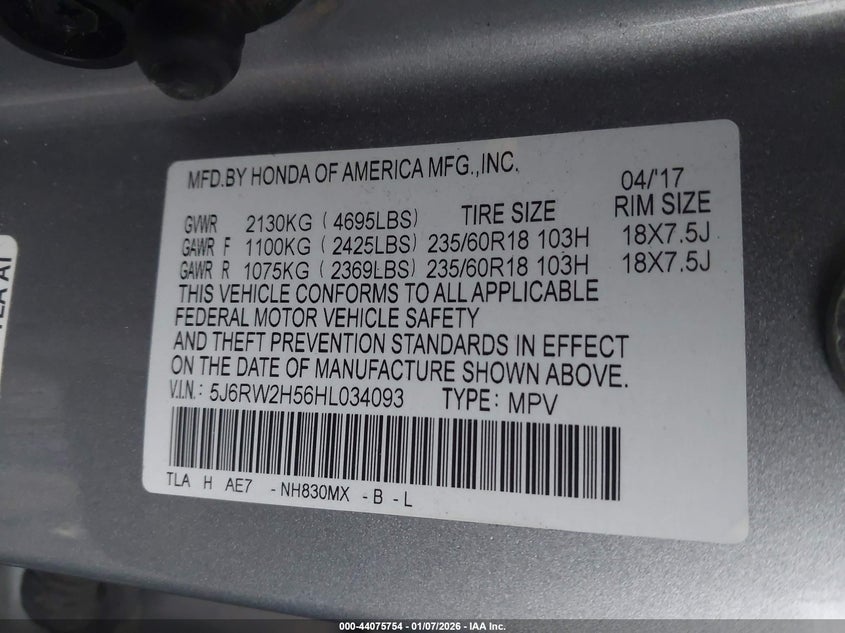 MFD.BY HONDA OF AMERICA MFG.,INC. 04/'17
GVWR 2130KG ( 4695LBS) TIRE SIZE RIM SIZE
GAWR F 1100KG ( 2425LBS) 235/60R18 103H 18X7.5J
GAWR R 1075KG ( 2369LBS) 235/60R18 103H 18X7.5J
THIS VEHICLE CONFORMS TO ALL APPLICABLE
FEDERAL MOTOR VEHICLE SAFETY
AND THEFT PREVENTION STANDARDS IN EFFECT
ON THE DATE OF MANUFACTURE SHOWN ABOVE.
V.I.N.: 5J6RW2H56HL034093 TYPE: MPV
TLA H AE7 -NH830MX -B -L
TLA A1
000-44075754 - 01/07/2026 - IAA Inc.